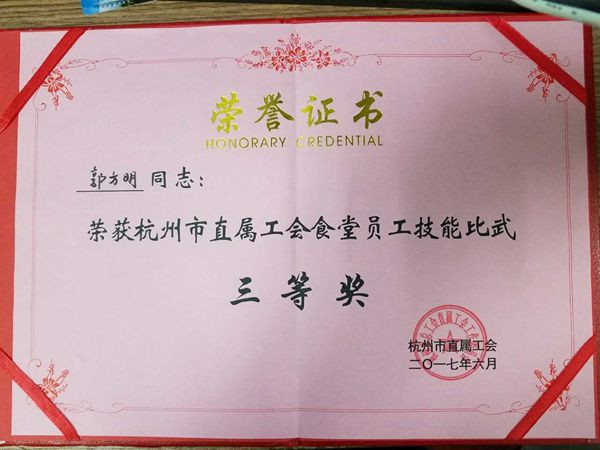 荣誉证书
HONORARY CREDENTIAL
郭方明 同志：
荣获杭州市直属工会食堂员工技能比武
三等奖
杭州市直属工会
二〇一七年六月